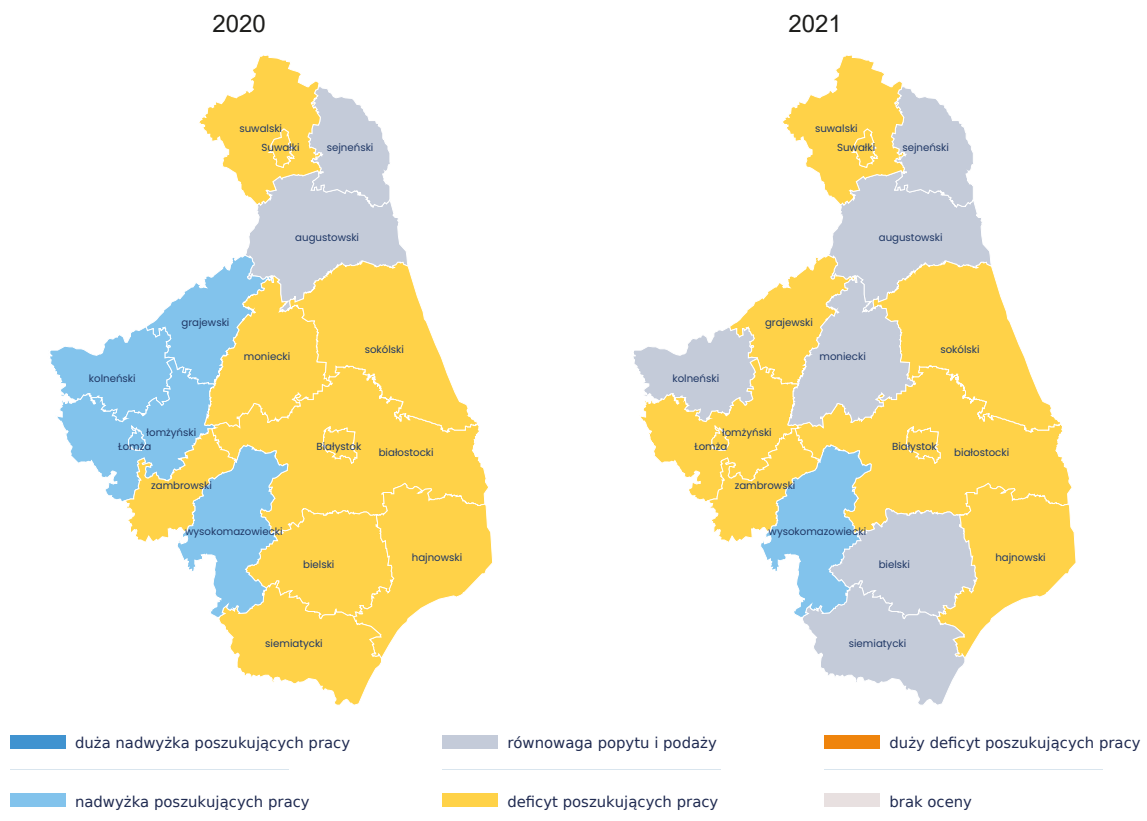 2020
2021
suwalski
Suwałki
sejneński
augustowski
grajewski
moniecki
sokólski
kolneński
łomżyński
Łomża
Białystok
białostocki
zambrowski
wysokomazowiecki
bielski
hajnowski
siemiatycki
suwalski
Suwałki
sejneński
augustowski
grajewski
moniecki
sokólski
kolneński
łomżyński
Łomża
Białystok
białostocki
zambrowski
wysokomazowiecki
bielski
hajnowski
siemiatycki
duża nadwyżka poszukujących pracy
równowaga popytu i podaży
duży deficyt poszukujących pracy
nadwyżka poszukujących pracy
deficyt poszukujących pracy
brak oceny